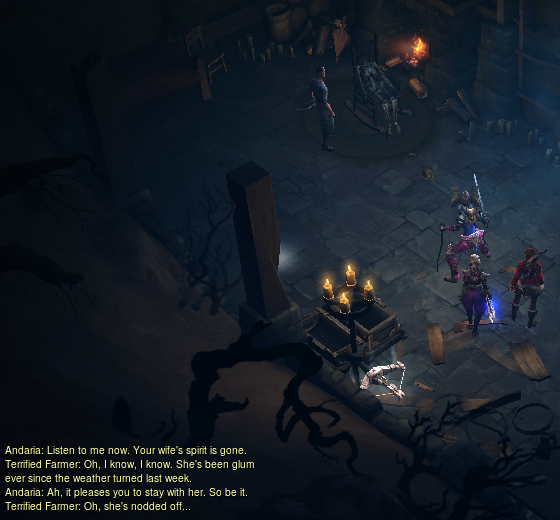 Andaria: Listen to me now. Your wife's spirit is gone.
Terrified Farmer: Oh, I know, I know. She's been glum
ever since the weather turned last week.
Andaria: Ah, it pleases you to stay with her. So be it.
Terrified Farmer: Oh, she's nodded off...